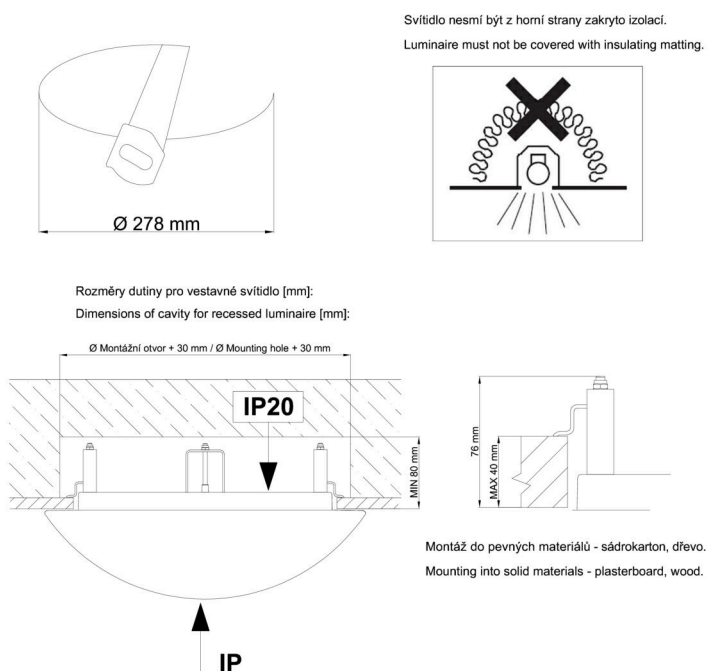 Svítidlo nesmí být z horní strany zakryto izolací.
Luminaire must not be covered with insulating matting.
Ø 278 mm
Rozměry dutiny pro vestavné svítidlo [mm]:
Dimensions of cavity for recessed luminaire [mm]:
Ø Montážní otvor + 30 mm / Ø Mounting hole + 30 mm
IP20
MIN 80 mm
76 mm
MAX 40 mm
Montáž do pevných materiálů - sádrokarton, dřevo.
Mounting into solid materials - plasterboard, wood.
IP